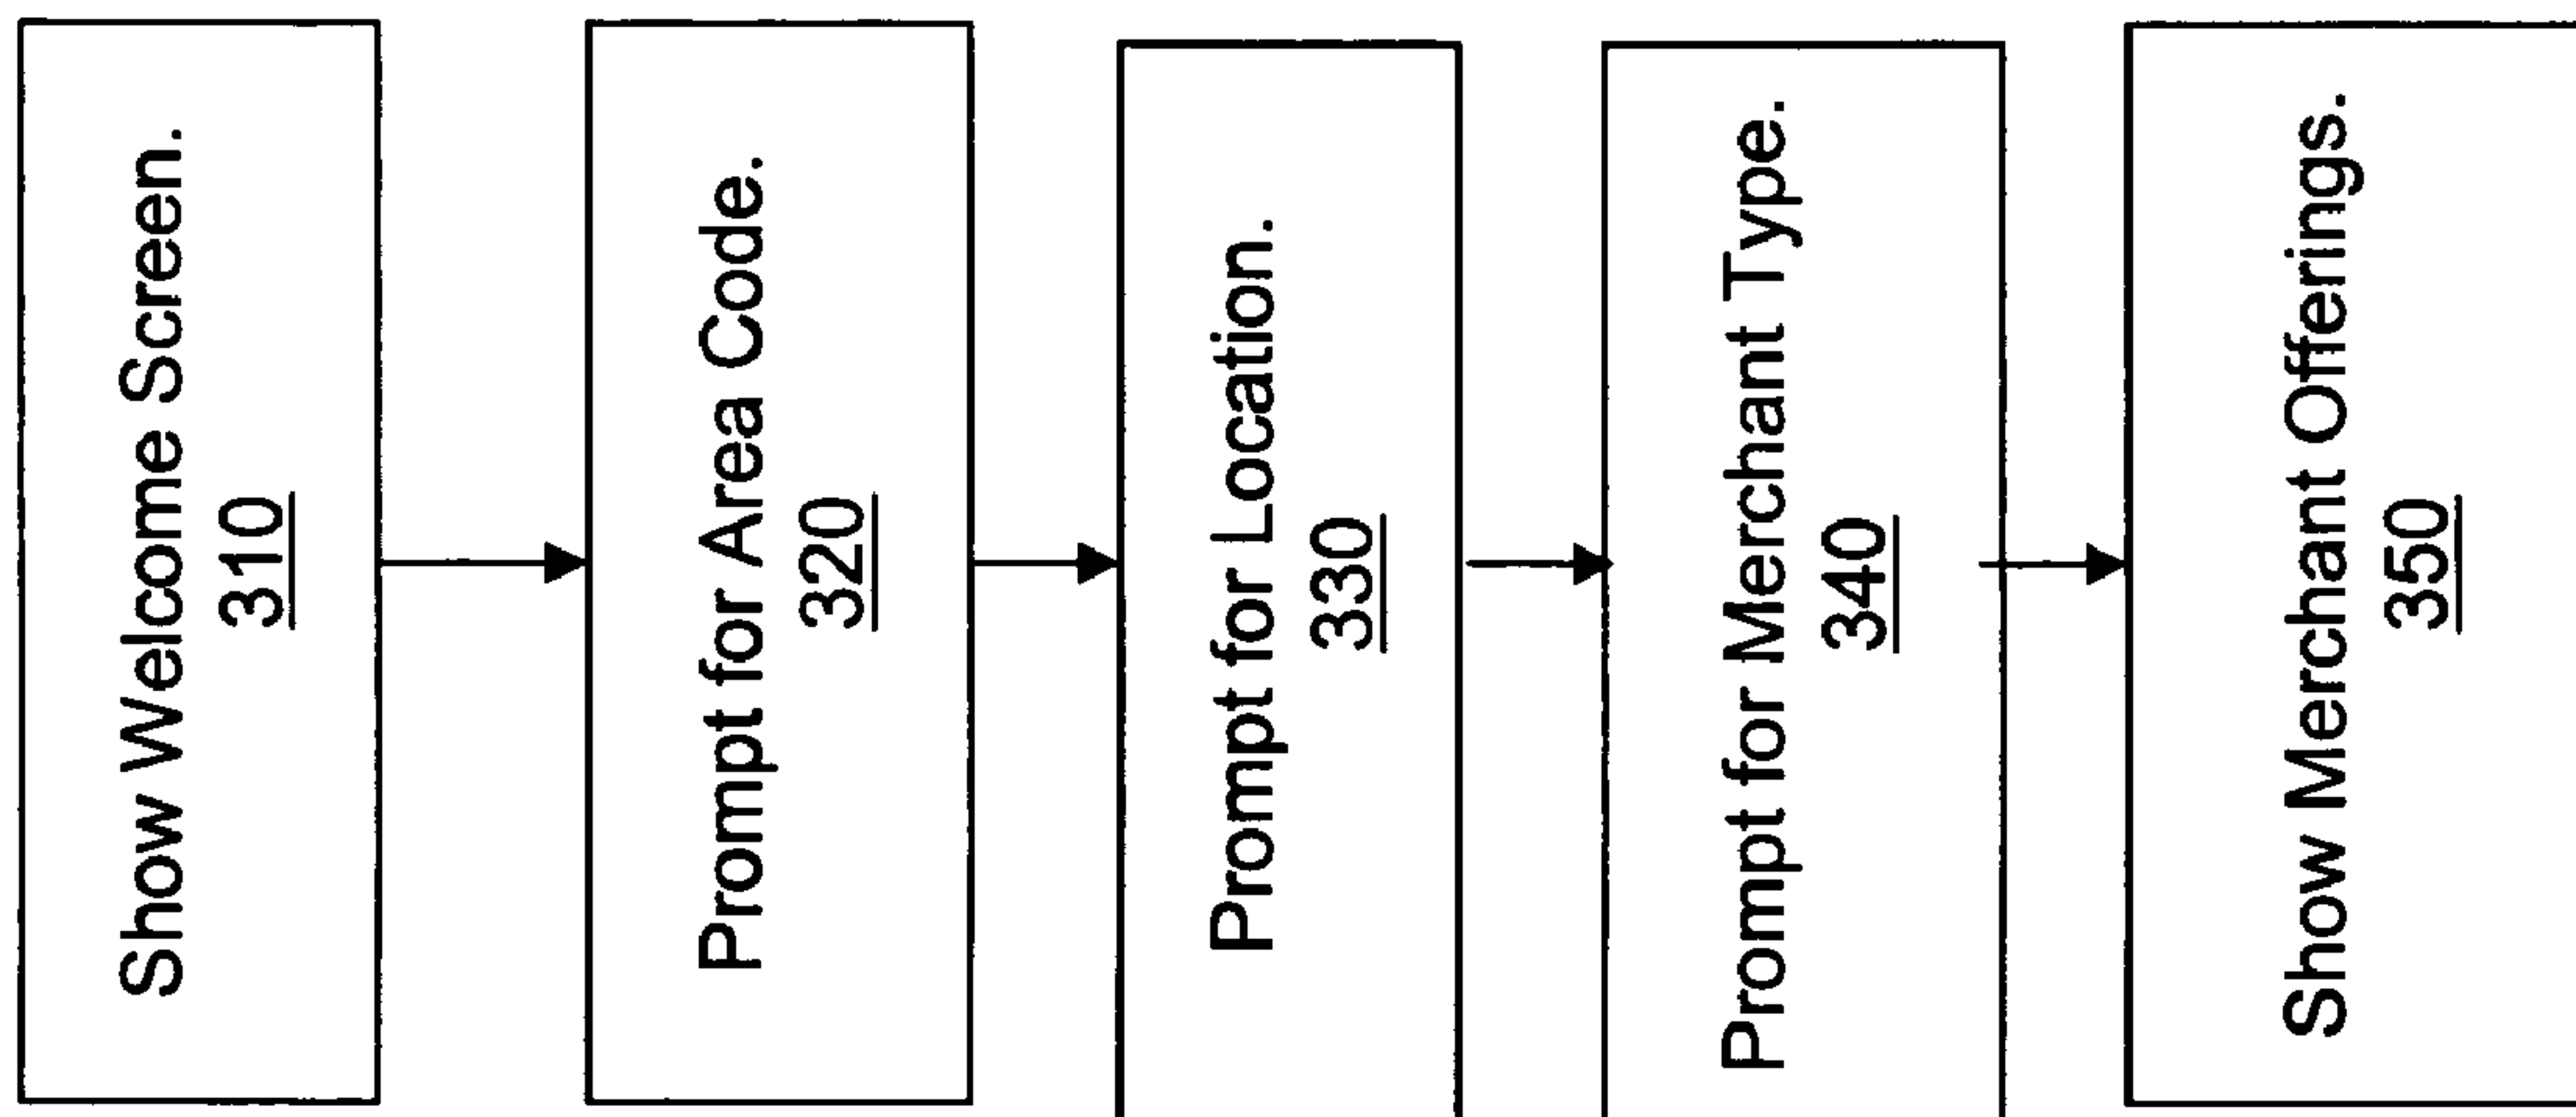 Show Welcome Screen.
310
Prompt for Area Code.
320
Prompt for Location.
330
Prompt for Merchant Type.
340
Show Merchant Offerings.
350